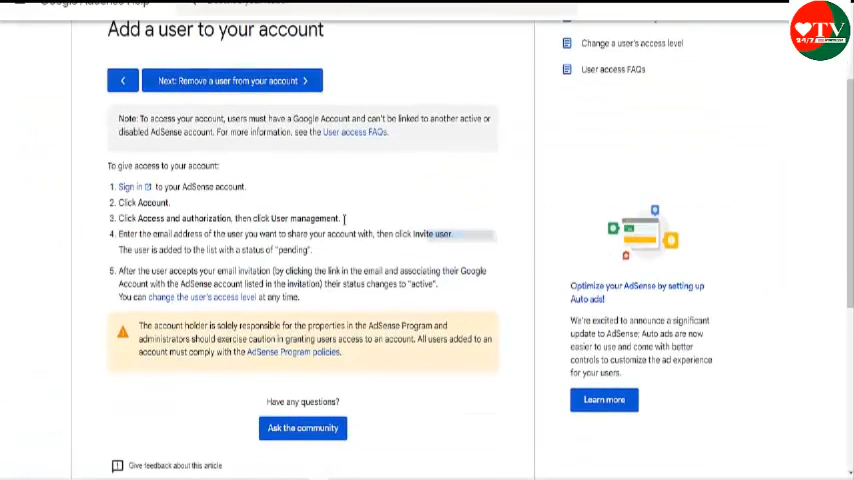 Google AdSense Help
TV
24/7
Add a user to your account
Change a user's access level
User access FAQs
Next: Remove a user from your account
Note: To access your account, users must have a Google Account and can't be linked to another active or
disabled AdSense account. For more information, see the User access FAQs.
To give access to your account:
1. Sign in to your AdSense account.
2. Click Account.
3. Click Access and authorization, then click User management.
4. Enter the email address of the user you want to share your account with, then click Invite user.
The user is added to the list with a status of "pending".
5. After the user accepts your email invitation (by clicking the link in the email and associating their Google
Account with the AdSense account listed in the invitation) their status changes to "active".
You can change the user's access level at any time.
The account holder is solely responsible for the properties in the AdSense Program and
administrators should exercise caution in granting users access to an account. All users added to an
account must comply with the AdSense Program policies.
Have any questions?
Ask the community
Give feedback about this article
Optimize your AdSense by setting up
Auto ads!
We're excited to announce a significant
update to AdSense; Auto ads are now
easier to use and come with better
controls to customize the ad experience
for your users.
Learn more